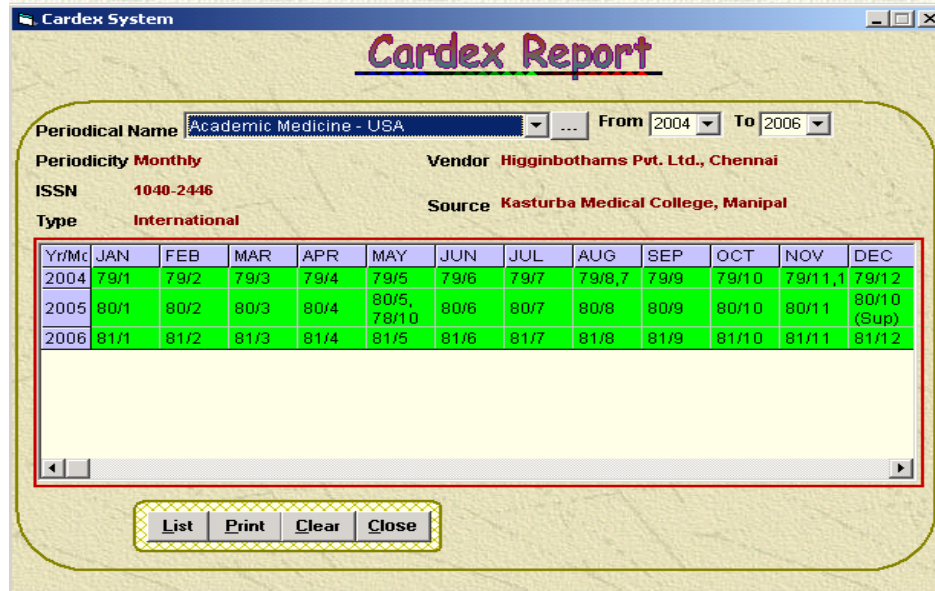 Cardex System
Cardex Report
Periodical Name Academic Medicine - USA ... From 2004 To 2006
Periodicity Monthly Vendor Higginbothams Pvt. Ltd., Chennai
ISSN 1040-2446
Source Kasturba Medical College, Manipal
Type International
Yr/Mc JAN FEB MAR APR MAY JUN JUL AUG SEP OCT NOV DEC
2004 79/1 79/2 79/3 79/4 79/5 79/6 79/7 79/8,7 79/9 79/10 79/11,1 79/12
2005 80/1 80/2 80/3 80/4 80/5, 78/10 80/6 80/7 80/8 80/9 80/10 80/11 80/10 (Sup)
2006 81/1 81/2 81/3 81/4 81/5 81/6 81/7 81/8 81/9 81/10 81/11 81/12
List Print Clear Close